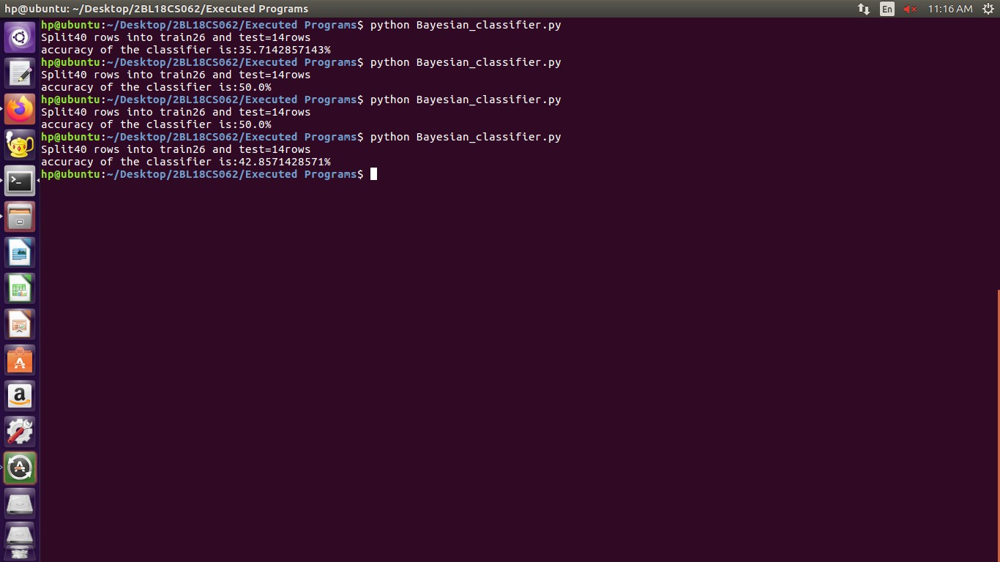 hp@ubuntu: ~/Desktop/2BL18CS062/Executed Programs
En
11:16 AM
hp@ubuntu:~/Desktop/2BL18CS062/Executed Programs$ python Bayesian_classifier.py
Split40 rows into train26 and test=14rows
accuracy of the classifier is:35.7142857143%
hp@ubuntu:~/Desktop/2BL18CS062/Executed Programs$ python Bayesian_classifier.py
Split40 rows into train26 and test=14rows
accuracy of the classifier is:50.0%
hp@ubuntu:~/Desktop/2BL18CS062/Executed Programs$ python Bayesian_classifier.py
Split40 rows into train26 and test=14rows
accuracy of the classifier is:50.0%
hp@ubuntu:~/Desktop/2BL18CS062/Executed Programs$ python Bayesian_classifier.py
Split40 rows into train26 and test=14rows
accuracy of the classifier is:42.8571428571%
hp@ubuntu:~/Desktop/2BL18CS062/Executed Programs$